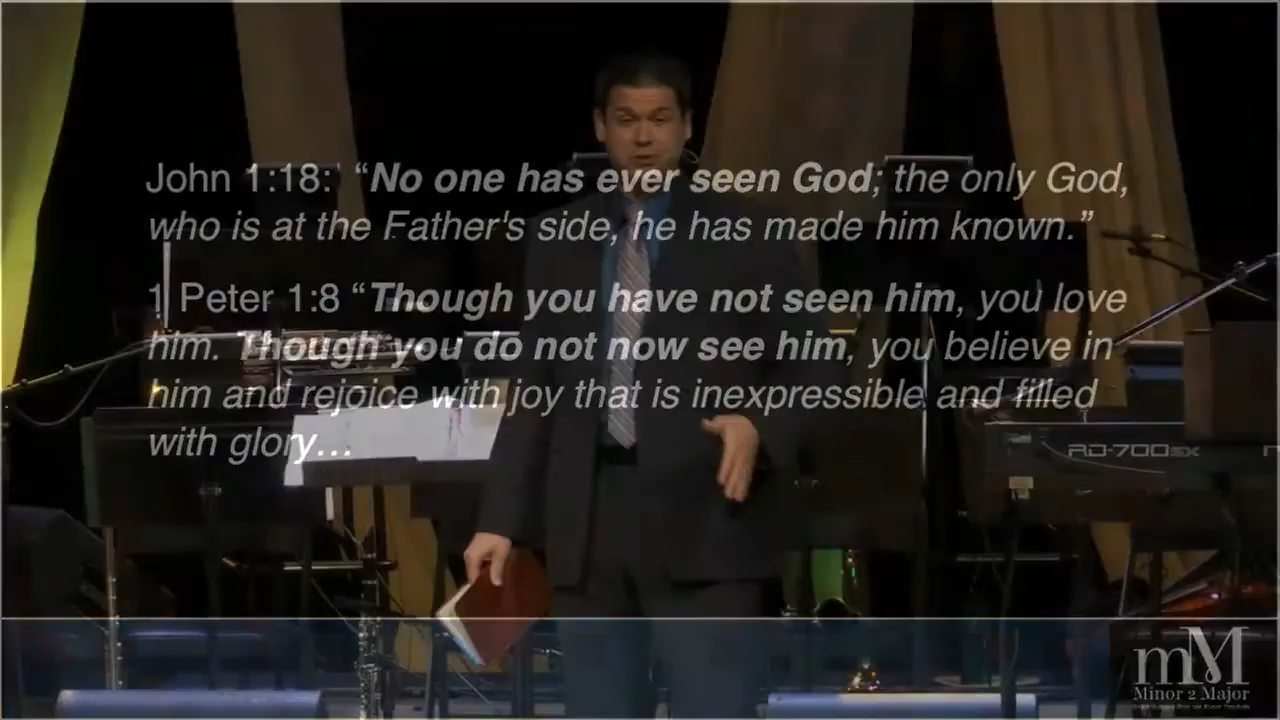 John 1:18: “No one has ever seen God; the only God,
who is at the Father's side, he has made him known.”
1 Peter 1:8 “Though you have not seen him, you love
him. Though you do not now see him, you believe in
him and rejoice with joy that is inexpressible and filled
with glory…
RD-700SX
mM
Minor 2 Major